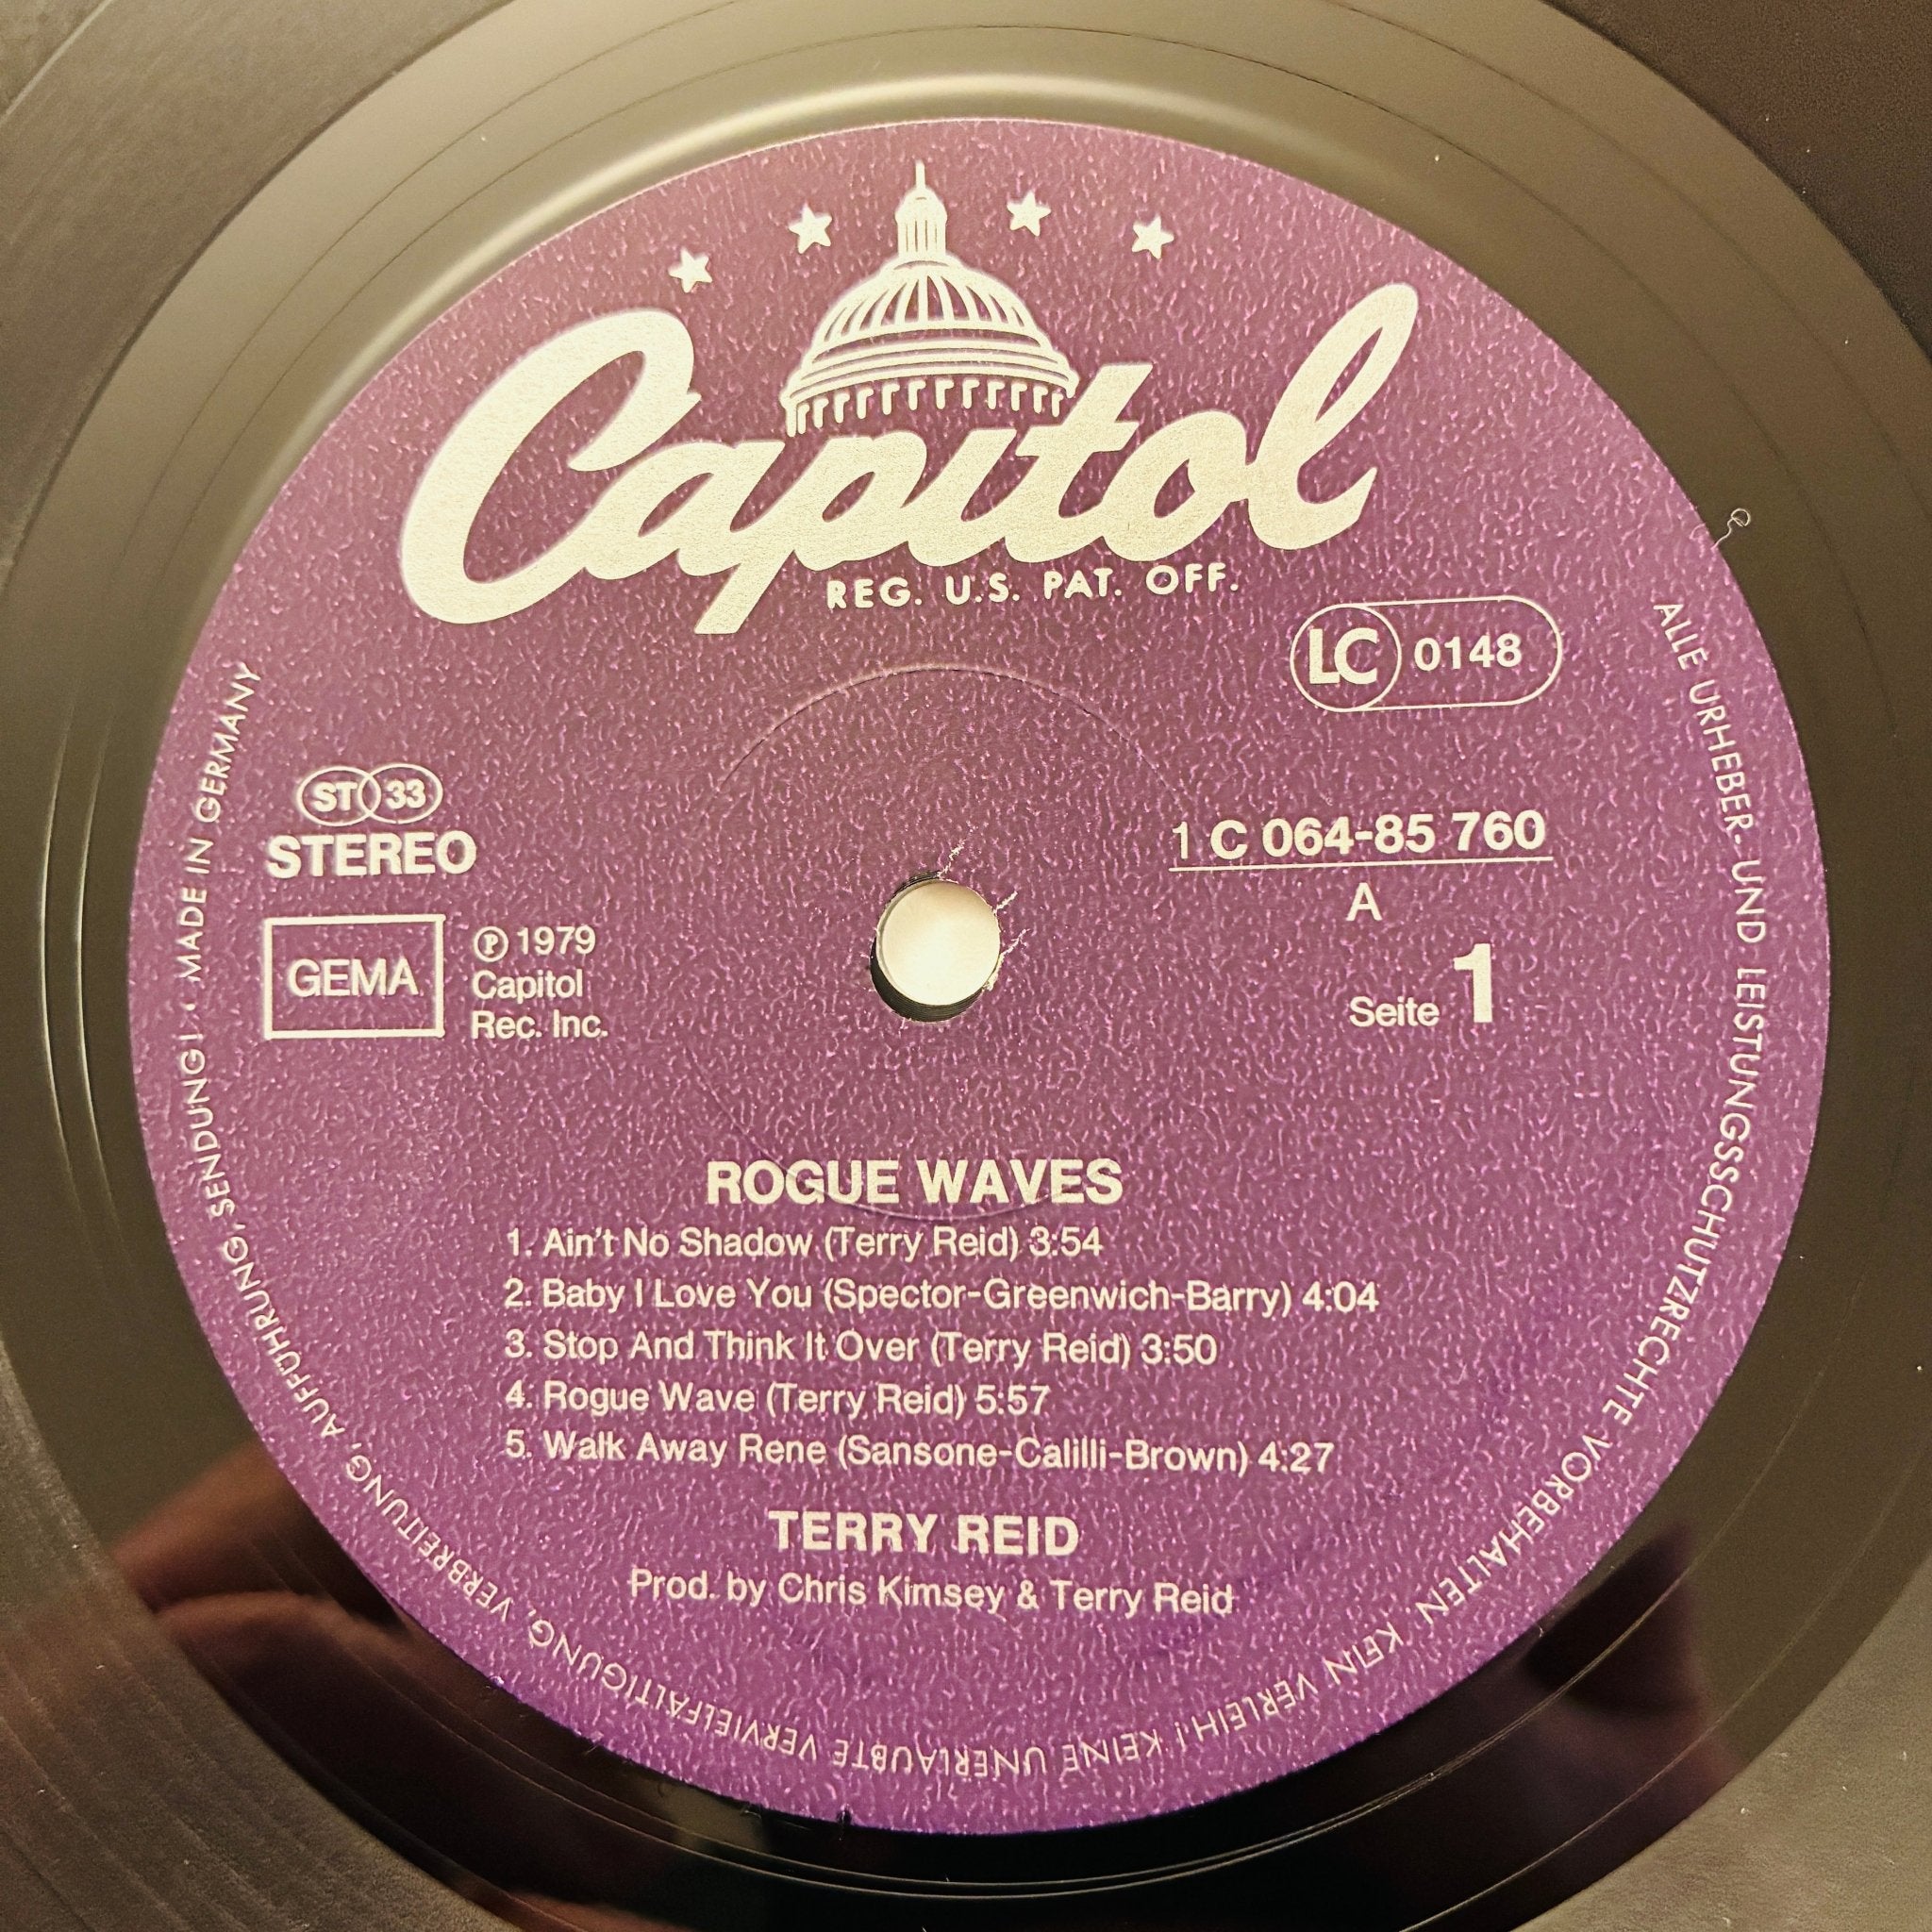 Capitol
REG. U.S. PAT. OFF.
LC 0148
ST 33
STEREO
GEMA
℗ 1979
Capitol
Rec. Inc.
1 C 064-85 760
A
Seite 1
ROGUE WAVES
1. Ain't No Shadow (Terry Reid) 3:54
2. Baby I Love You (Spector-Greenwich-Barry) 4:04
3. Stop And Think It Over (Terry Reid) 3:50
4. Rogue Wave (Terry Reid) 5:57
5. Walk Away Rene (Sansone-Calilli-Brown) 4:27
TERRY REID
Prod. by Chris Kimsey & Terry Reid
ALLE URHEBER- UND LEISTUNGSSCHUTZRECHTE VORBEHALTEN. KEIN VERLEIH! KEINE UNERLAUBTE VERVIELFÄLTIGUNG, VERBREITUNG, AUFFÜHRUNG, SENDUNG! · MADE IN GERMANY